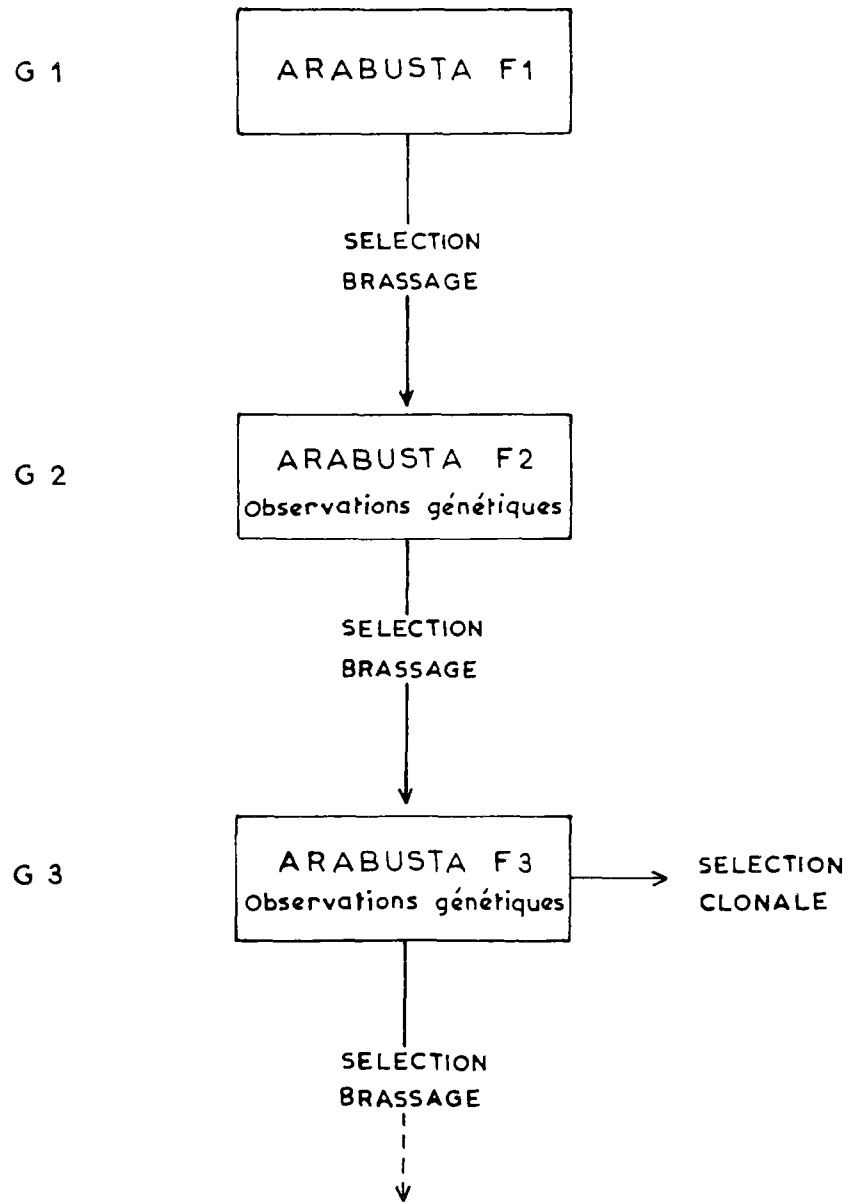 G 1
ARABUSTA F1
SELECTION
BRASSAGE
G 2
ARABUSTA F2
Observations génétiques
SELECTION
BRASSAGE
G 3
ARABUSTA F3
Observations génétiques
SELECTION
CLONALE
SELECTION
BRASSAGE